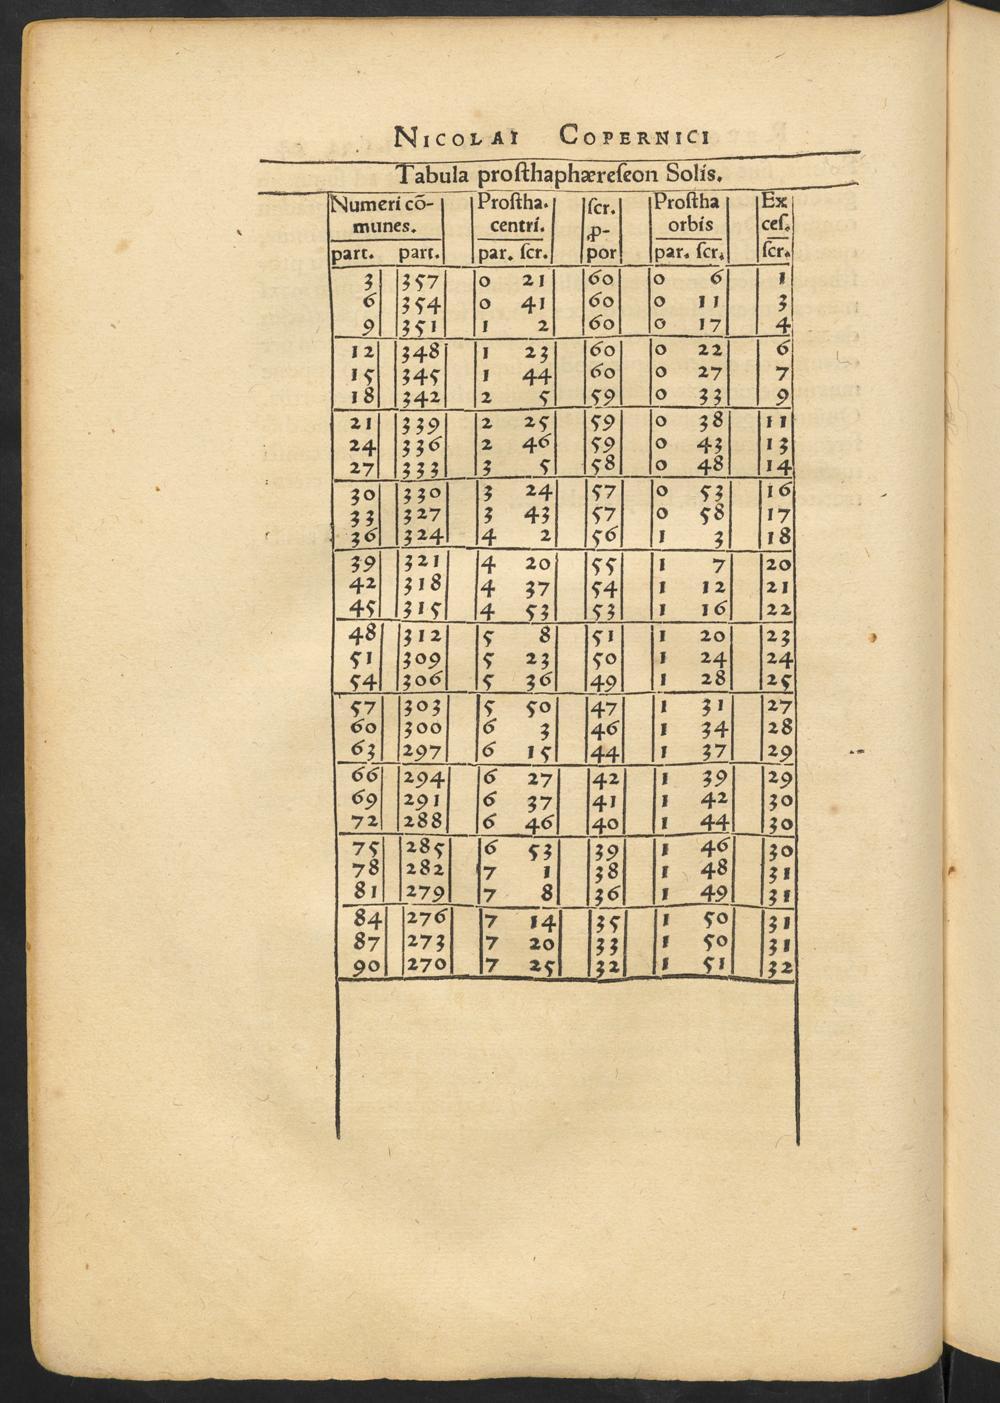 NICOLAI COPERNICI
Tabula prosthaphæreseon Solis.
Numeri cō- Prostha. scr. Prostha Ex
munes. centri. ꝓ- orbis ces.
part. part. par. scr. por par. scr. scr.
3 357 0 21 60 0 6 1
6 354 0 41 60 0 11 3
9 351 1 2 60 0 17 4
12 348 1 23 60 0 22 6
15 345 1 44 60 0 27 7
18 342 2 5 59 0 33 9
21 339 2 25 59 0 38 11
24 336 2 46 59 0 43 13
27 333 3 5 58 0 48 14
30 330 3 24 57 0 53 16
33 327 3 43 57 0 58 17
36 324 4 2 56 1 3 18
39 321 4 20 55 1 7 20
42 318 4 37 54 1 12 21
45 315 4 53 53 1 16 22
48 312 5 8 51 1 20 23
51 309 5 23 50 1 24 24
54 306 5 36 49 1 28 25
57 303 5 50 47 1 31 27
60 300 6 3 46 1 34 28
63 297 6 15 44 1 37 29
66 294 6 27 42 1 39 29
69 291 6 37 41 1 42 30
72 288 6 46 40 1 44 30
75 285 6 53 39 1 46 30
78 282 7 1 38 1 48 31
81 279 7 8 36 1 49 31
84 276 7 14 35 1 50 31
87 273 7 20 33 1 50 31
90 270 7 25 32 1 51 32